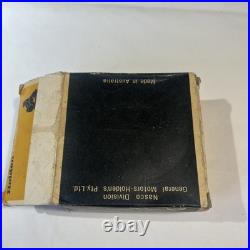 Nasco Division
General Motors-Holden's Pty.Ltd.
Made in Australia